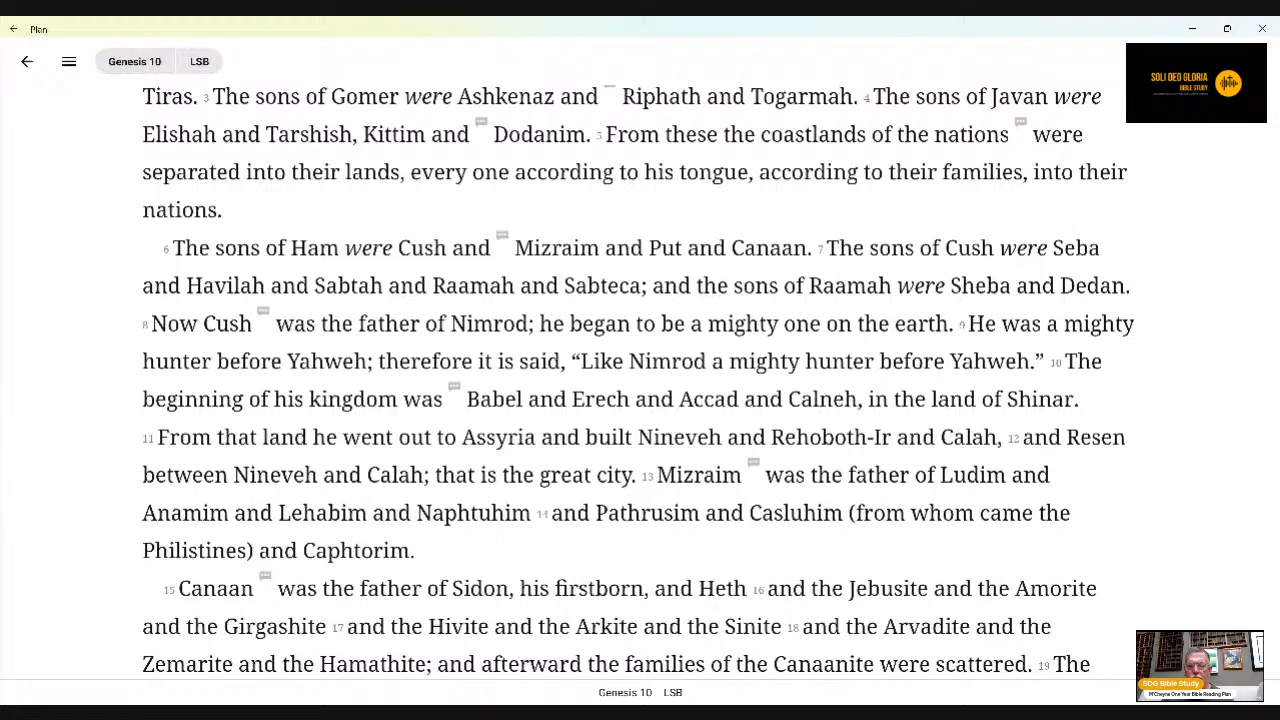 Plan
Genesis 10 LSB
SOLI DEO GLORIA
BIBLE STUDY
Tiras. 3 The sons of Gomer were Ashkenaz and Riphath and Togarmah. 4 The sons of Javan were
Elishah and Tarshish, Kittim and Dodanim. 5 From these the coastlands of the nations were
separated into their lands, every one according to his tongue, according to their families, into their
nations.
6 The sons of Ham were Cush and Mizraim and Put and Canaan. 7 The sons of Cush were Seba
and Havilah and Sabtah and Raamah and Sabteca; and the sons of Raamah were Sheba and Dedan.
8 Now Cush was the father of Nimrod; he began to be a mighty one on the earth. 9 He was a mighty
hunter before Yahweh; therefore it is said, “Like Nimrod a mighty hunter before Yahweh.” 10 The
beginning of his kingdom was Babel and Erech and Accad and Calneh, in the land of Shinar.
11 From that land he went out to Assyria and built Nineveh and Rehoboth-Ir and Calah, 12 and Resen
between Nineveh and Calah; that is the great city. 13 Mizraim was the father of Ludim and
Anamim and Lehabim and Naphtuhim 14 and Pathrusim and Casluhim (from whom came the
Philistines) and Caphtorim.
15 Canaan was the father of Sidon, his firstborn, and Heth 16 and the Jebusite and the Amorite
and the Girgashite 17 and the Hivite and the Arkite and the Sinite 18 and the Arvadite and the
Zemarite and the Hamathite; and afterward the families of the Canaanite were scattered. 19 The
SDG Bible Study
M'Cheyne One Year Bible Reading Plan
Genesis 10 LSB